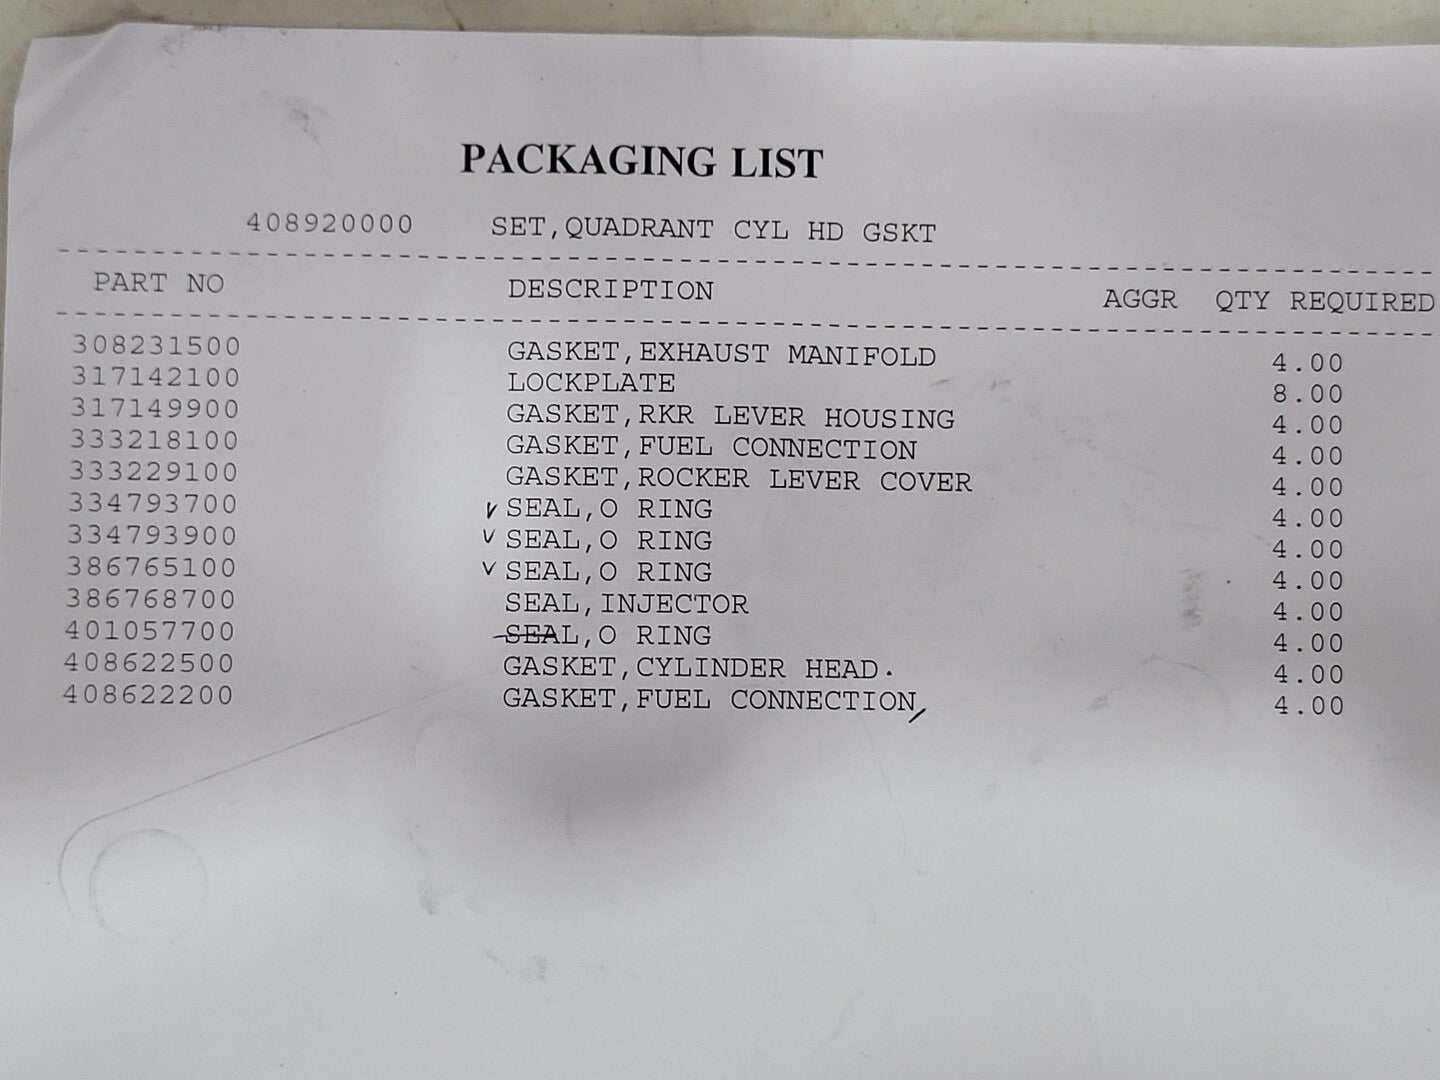 PACKAGING LIST
408920000 SET,QUADRANT CYL HD GSKT
PART NO DESCRIPTION AGGR QTY REQUIRED
308231500 GASKET,EXHAUST MANIFOLD 4.00
317142100 LOCKPLATE 8.00
317149900 GASKET,RKR LEVER HOUSING 4.00
333218100 GASKET,FUEL CONNECTION 4.00
333229100 GASKET,ROCKER LEVER COVER 4.00
334793700 SEAL,O RING 4.00
334793900 SEAL,O RING 4.00
386765100 SEAL,O RING 4.00
386768700 SEAL,INJECTOR 4.00
401057700 SEAL,O RING 4.00
408622500 GASKET,CYLINDER HEAD. 4.00
408622200 GASKET,FUEL CONNECTION 4.00